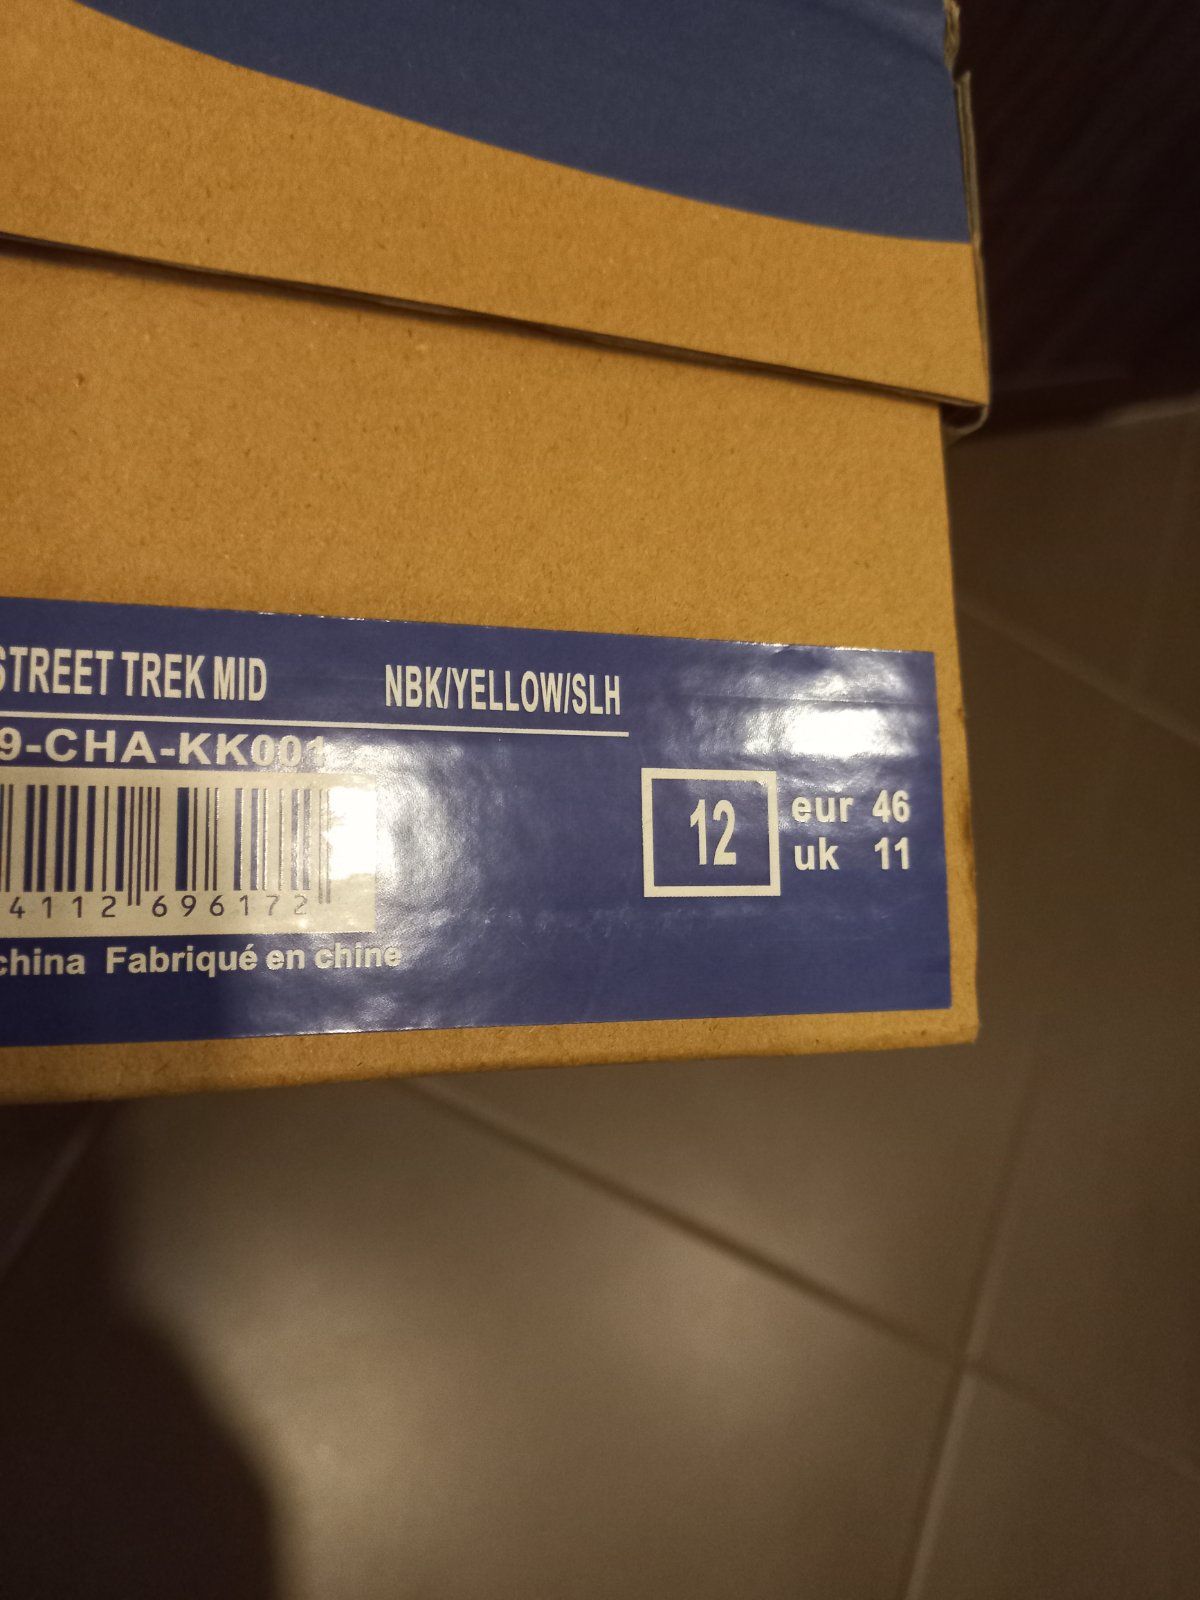 STREET TREK MID NBK/YELLOW/SLH
9-CHA-KK001
12
eur 46
uk 11
4112 696172
china Fabriqué en chine